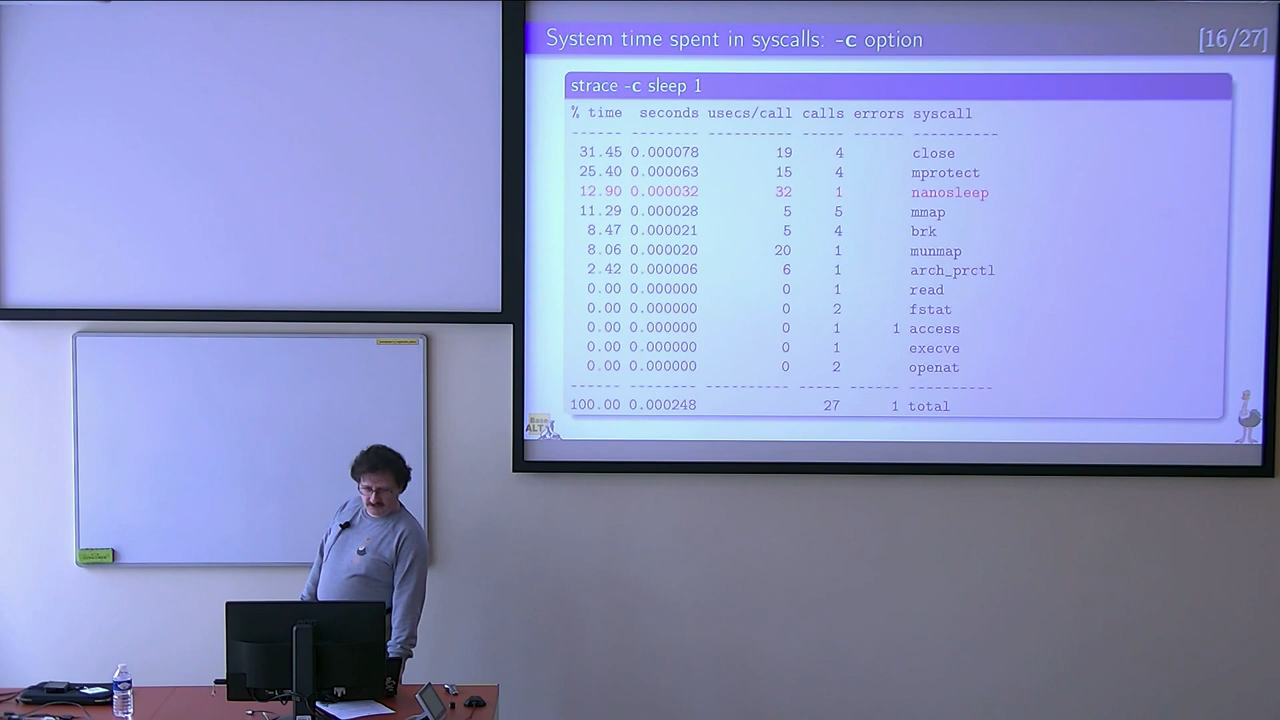 System time spent in syscalls: -c option [16/27]
strace -c sleep 1
% time seconds usecs/call calls errors syscall
------ -------- ---------- ----- ------ ----------
31.45 0.000078 19 4 close
25.40 0.000063 15 4 mprotect
12.90 0.000032 32 1 nanosleep
11.29 0.000028 5 5 mmap
8.47 0.000021 5 4 brk
8.06 0.000020 20 1 munmap
2.42 0.000006 6 1 arch_prctl
0.00 0.000000 0 1 read
0.00 0.000000 0 2 fstat
0.00 0.000000 0 1 1 access
0.00 0.000000 0 1 execve
0.00 0.000000 0 2 openat
------ -------- ---------- ----- ------ ----------
100.00 0.000248 27 1 total
Base
ALT